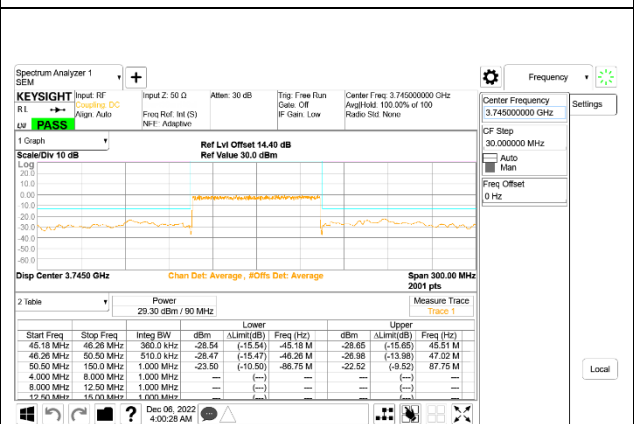 Spectrum Analyzer 1
SEM
Frequency
KEYSIGHT
Input: RF
Coupling: DC
Align: Auto
Input Z: 50 Ω
Freq Ref: Int (S)
NFE: Adaptive
Atten: 30 dB
Trig: Free Run
Gate: Off
IF Gain: Low
Center Freq: 3.745000000 GHz
Avg|Hold: 100.00% of 100
Radio Std: None
PASS
Center Frequency
3.745000000 GHz
Settings
CF Step
30.000000 MHz
Auto
Man
Freq Offset
0 Hz
1 Graph
Ref Lvl Offset 14.40 dB
Scale/Div 10 dB
Ref Value 30.0 dBm
Log
20.0
10.0
0.00
10.0
-20.0
-30.0
-40.0
-50.0
-60.0
Disp Center 3.7450 GHz
Chan Det: Average , #Offs Det: Average
Span 300.00 MHz
2001 pts
2 Table
Power
29.30 dBm / 90 MHz
Measure Trace
Trace 1
Lower
Upper
Start Freq Stop Freq Integ BW dBm ΔLimit(dB) Freq (Hz) dBm ΔLimit(dB) Freq (Hz)
45.18 MHz 46.26 MHz 360.0 kHz -28.54 (-15.54) -45.18 M -28.65 (-15.65) 45.51 M
46.26 MHz 50.50 MHz 510.0 kHz -28.47 (-15.47) -46.26 M -26.98 (-13.98) 47.02 M
50.50 MHz 150.0 MHz 1.000 MHz -23.50 (-10.50) -86.75 M -22.52 (-9.52) 87.75 M
4.000 MHz 8.000 MHz 1.000 MHz --- (---) --- --- (---) ---
8.000 MHz 12.50 MHz 1.000 MHz --- (---) --- --- (---) ---
12.50 MHz 15.00 MHz 1.000 MHz --- (---) --- --- (---) ---
Local
Dec 06, 2022
4:00:28 AM